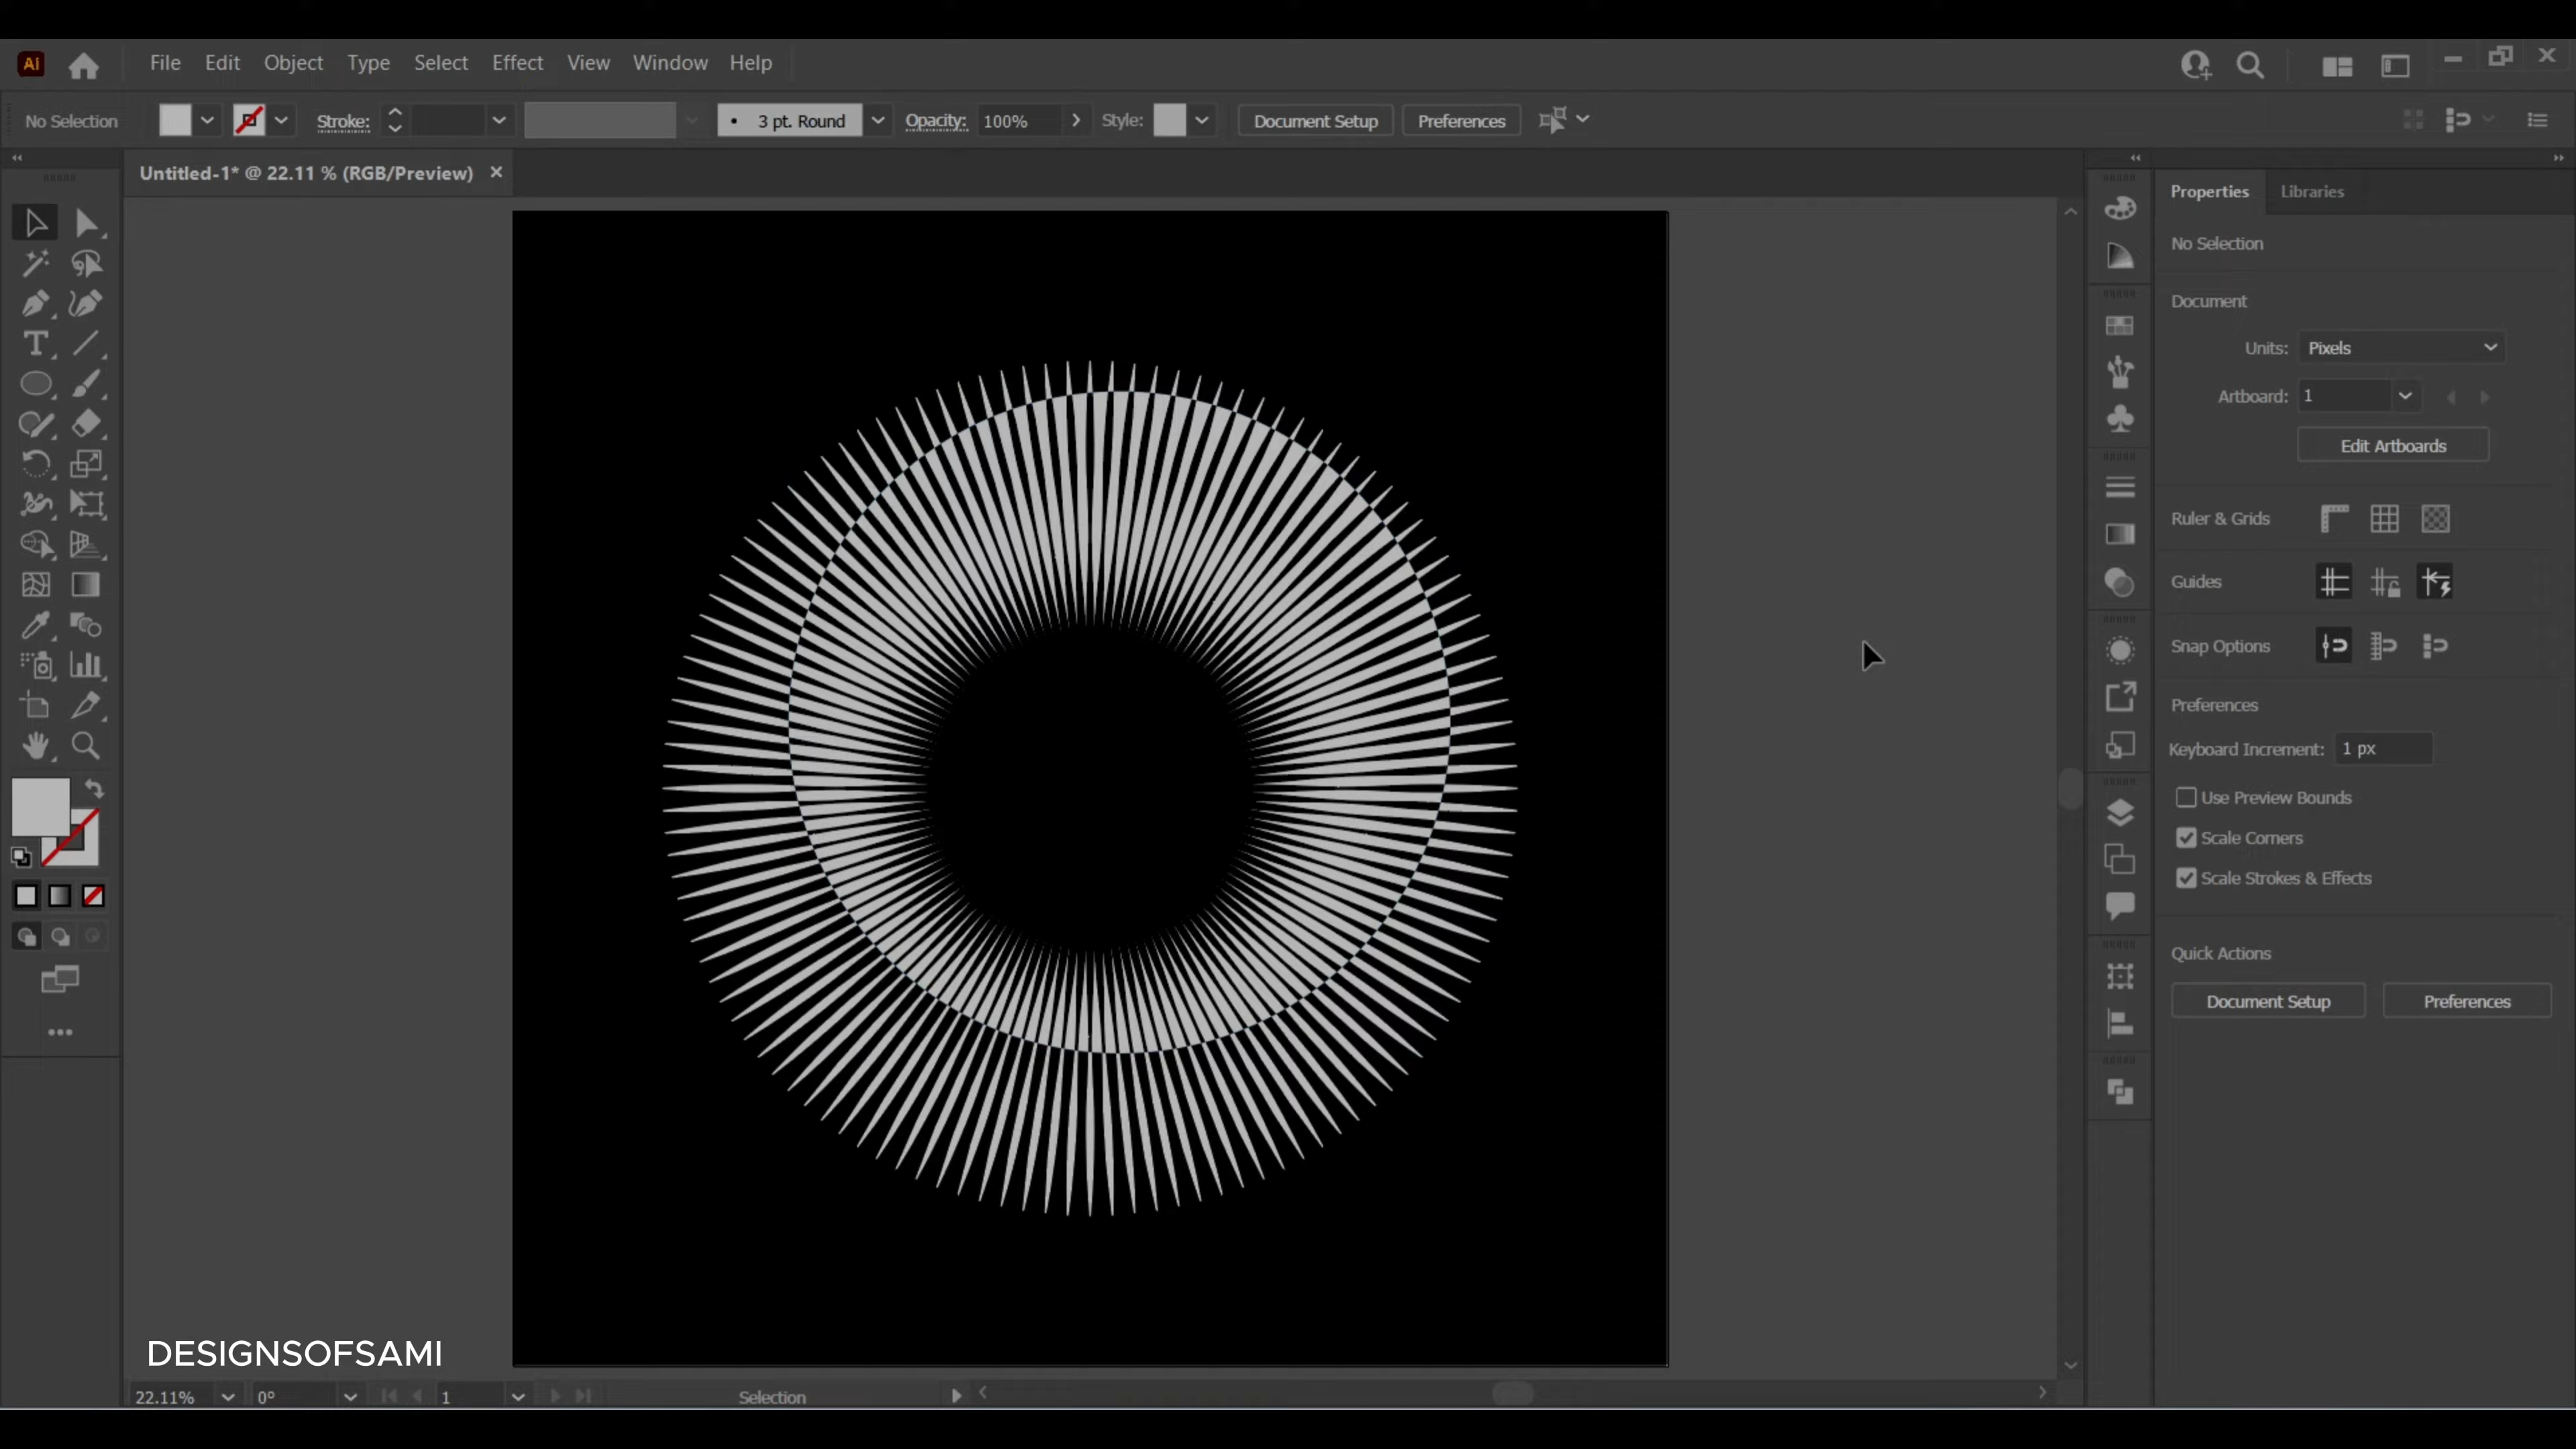 Ai File Edit Object Type Select Effect View Window Help
No Selection Stroke: 3 pt. Round Opacity: 100% Style: Document Setup Preferences
Untitled-1* @ 22.11 % (RGB/Preview)
Properties Libraries
No Selection
Document
Units: Pixels
Artboard: 1
Edit Artboards
Ruler & Grids
Guides
Snap Options
Preferences
Keyboard Increment: 1 px
Use Preview Bounds
Scale Corners
Scale Strokes & Effects
Quick Actions
Document Setup Preferences
DESIGNSOFSAMI
22.11% 0° 1 Selection